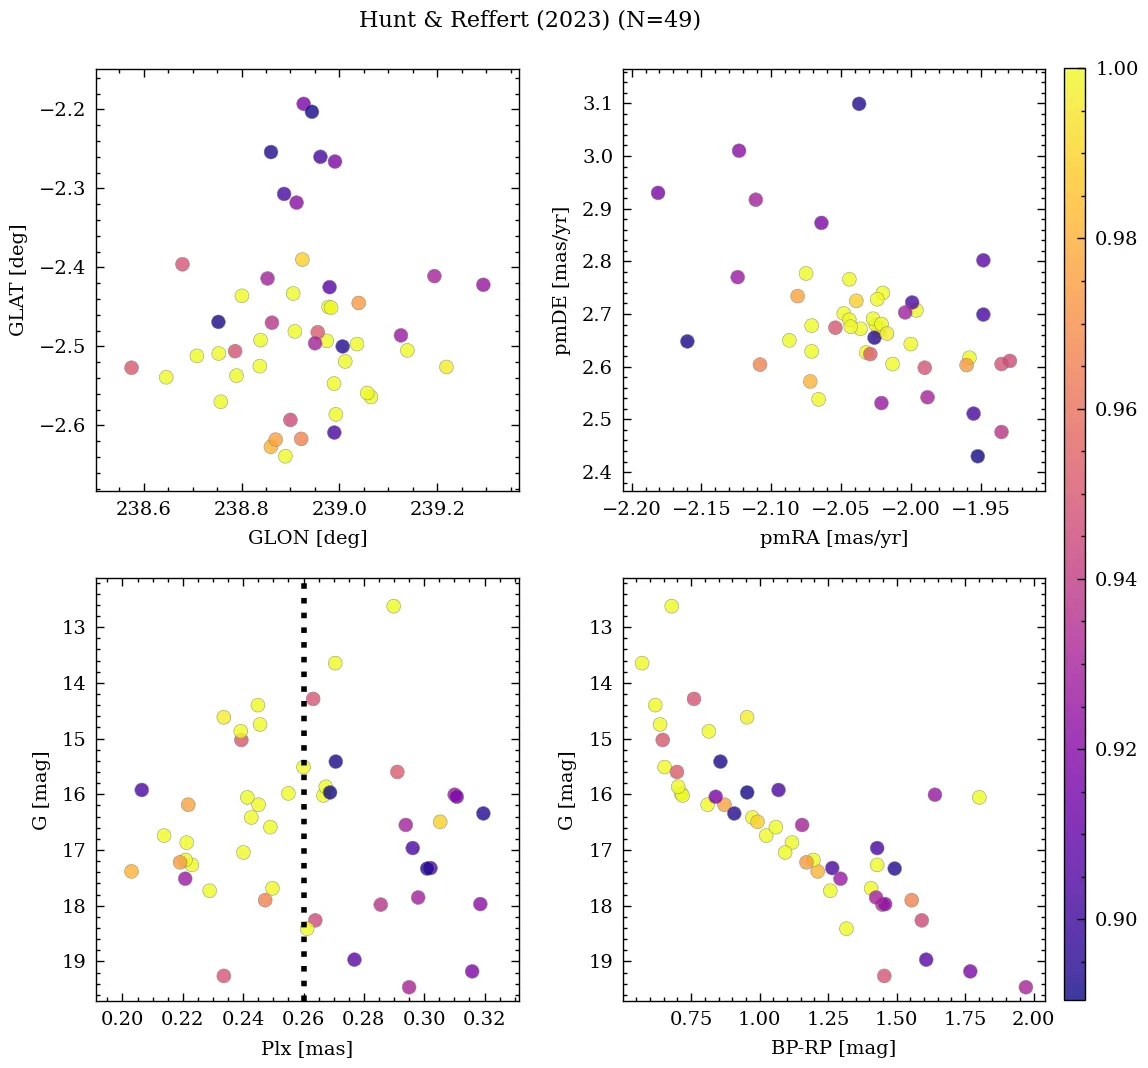 Hunt & Reffert (2023) (N=49)
−2.2
−2.3
−2.4
−2.5
−2.6
GLAT [deg]
238.6 238.8 239.0 239.2
GLON [deg]
3.1
3.0
2.9
2.8
2.7
2.6
2.5
2.4
pmDE [mas/yr]
−2.20 −2.15 −2.10 −2.05 −2.00 −1.95
pmRA [mas/yr]
13
14
15
16
17
18
19
G [mag]
0.20 0.22 0.24 0.26 0.28 0.30 0.32
Plx [mas]
13
14
15
16
17
18
19
G [mag]
0.75 1.00 1.25 1.50 1.75 2.00
BP-RP [mag]
1.00
0.98
0.96
0.94
0.92
0.90